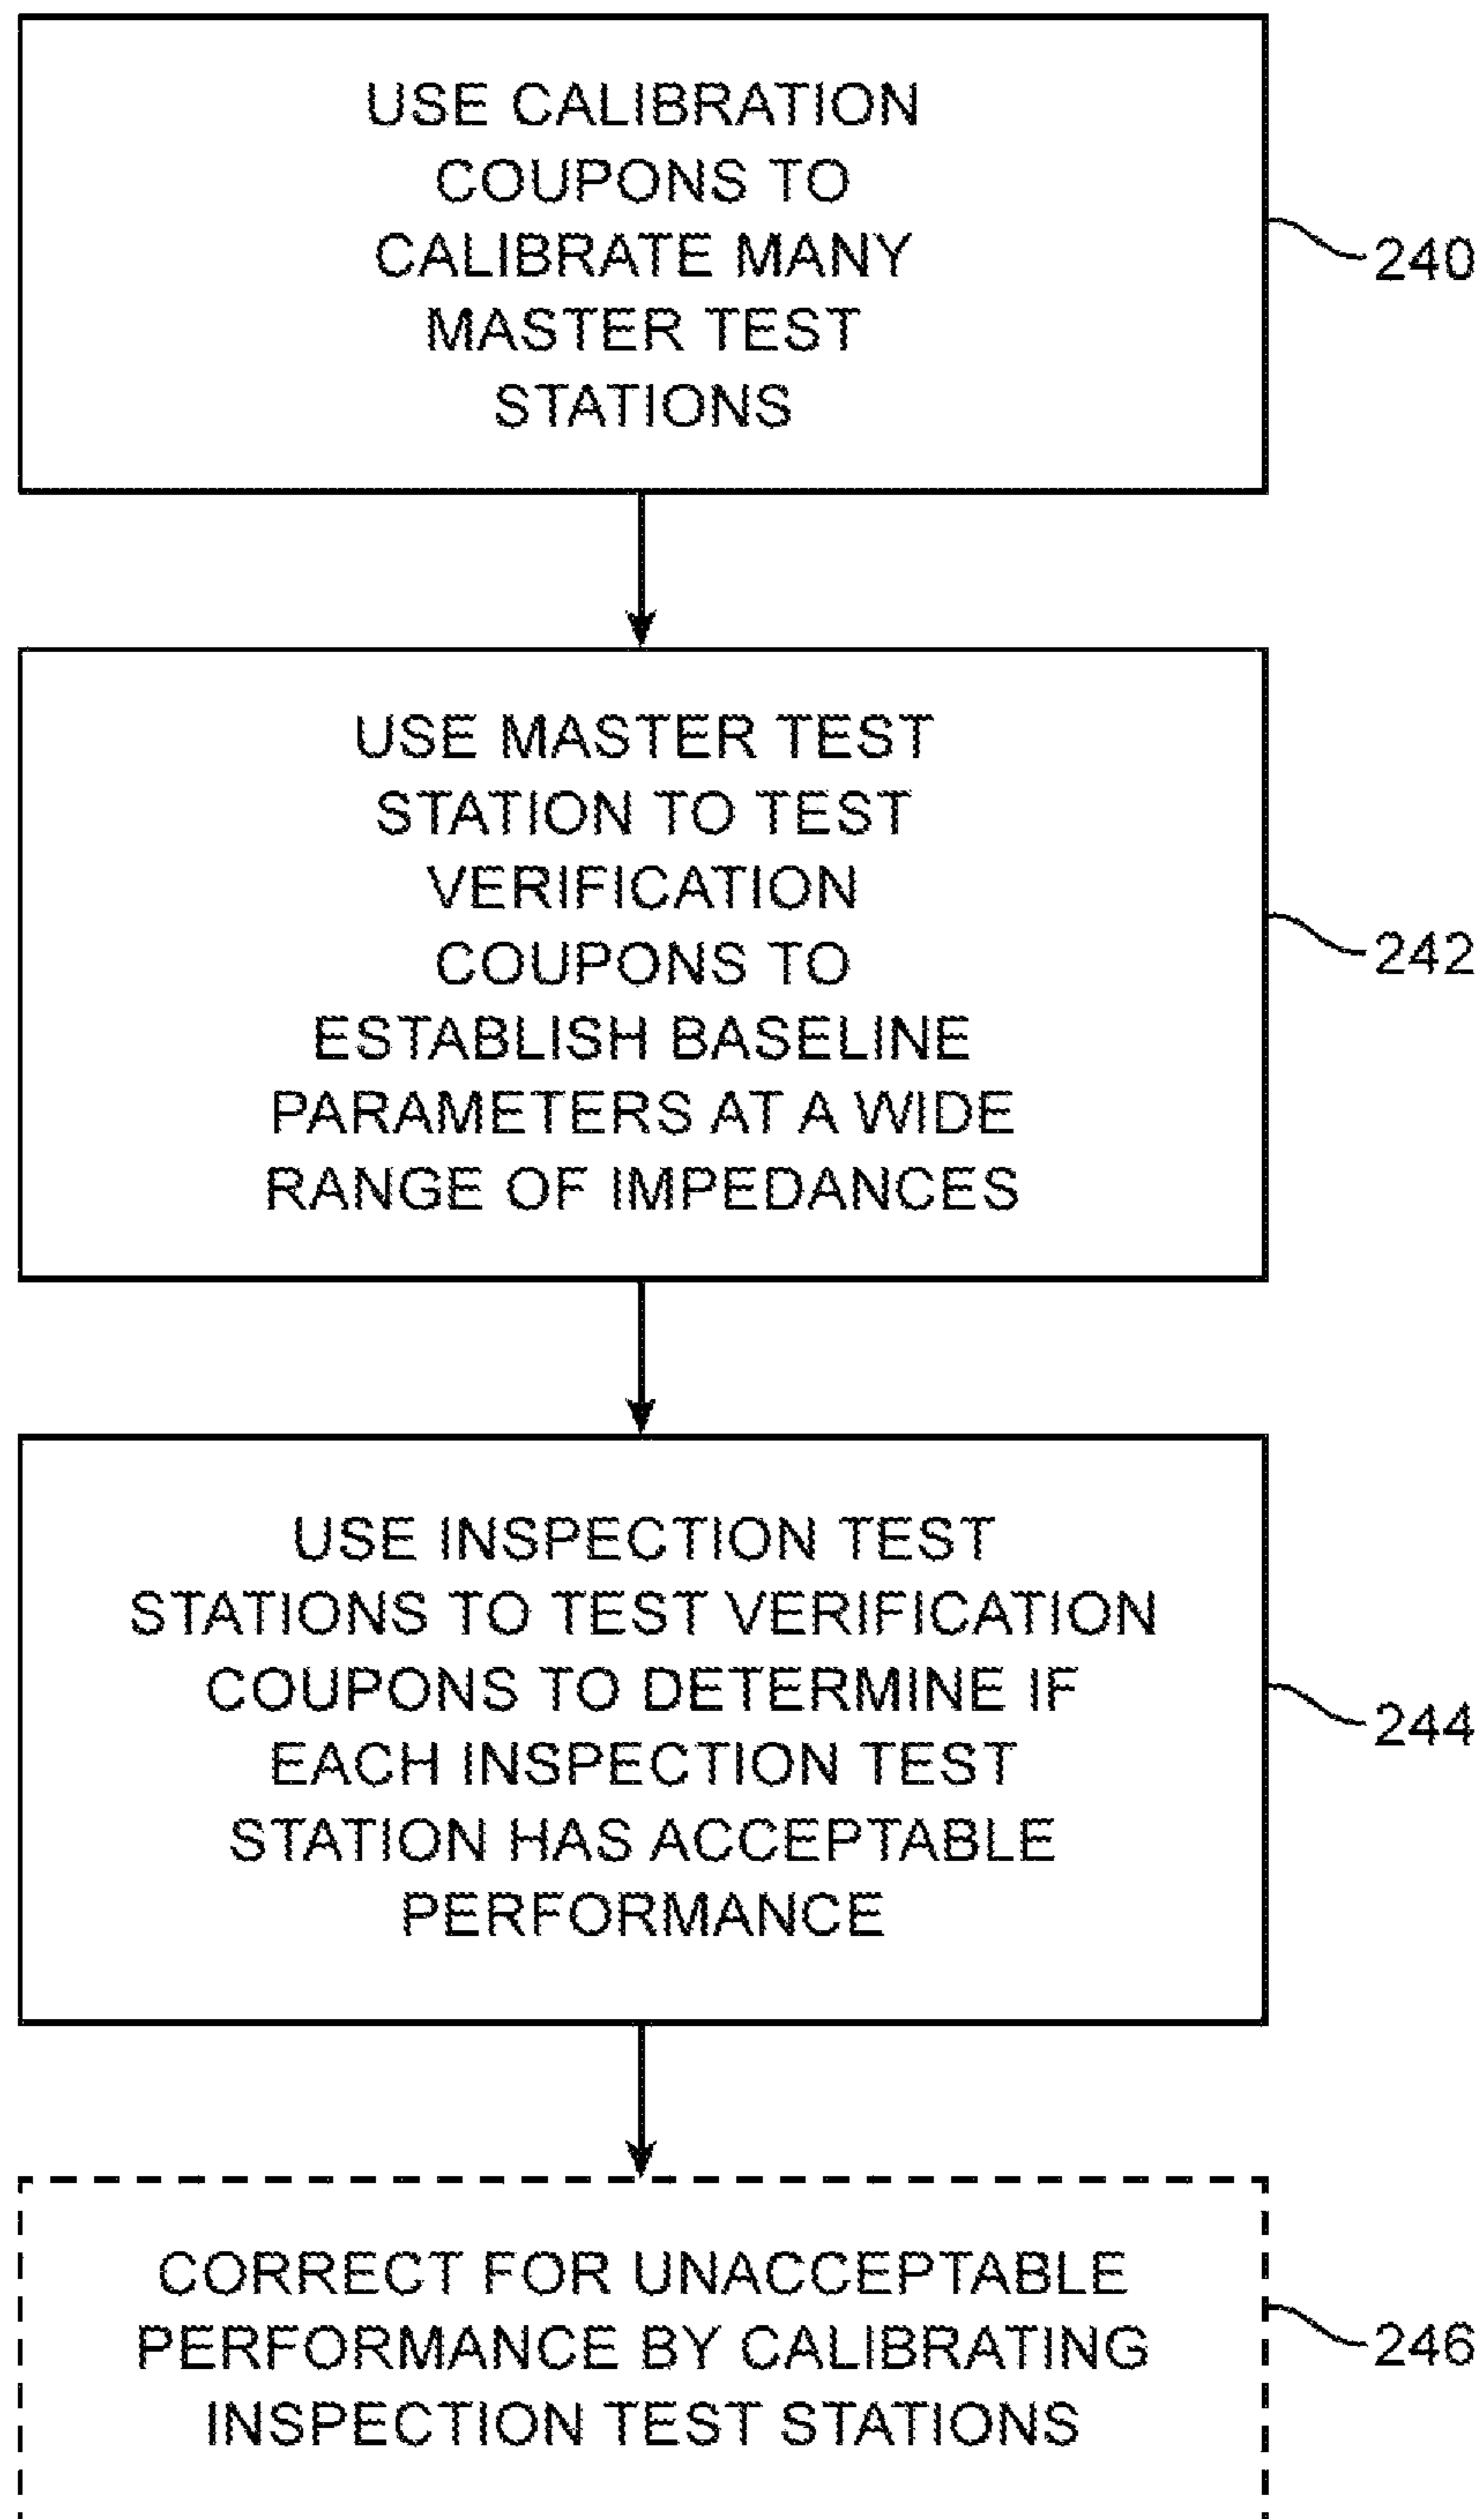 USE CALIBRATION
COUPONS TO
CALIBRATE MANY
MASTER TEST
STATIONS
240
USE MASTER TEST
STATION TO TEST
VERIFICATION
COUPONS TO
ESTABLISH BASELINE
PARAMETERS AT A WIDE
RANGE OF IMPEDANCES
242
USE INSPECTION TEST
STATIONS TO TEST VERIFICATION
COUPONS TO DETERMINE IF
EACH INSPECTION TEST
STATION HAS ACCEPTABLE
PERFORMANCE
244
CORRECT FOR UNACCEPTABLE
PERFORMANCE BY CALIBRATING
INSPECTION TEST STATIONS
246